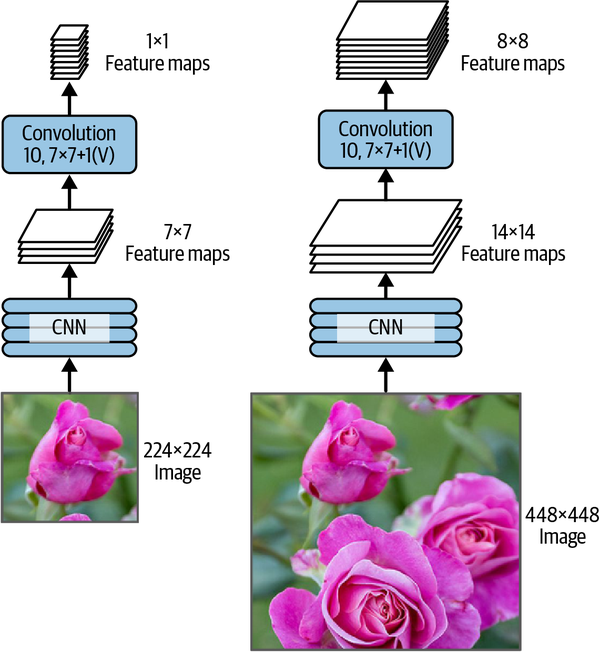 1×1
Feature maps
Convolution
10, 7×7+1(V)
7×7
Feature maps
CNN
224×224
Image
8×8
Feature maps
Convolution
10, 7×7+1(V)
14×14
Feature maps
CNN
448×448
Image